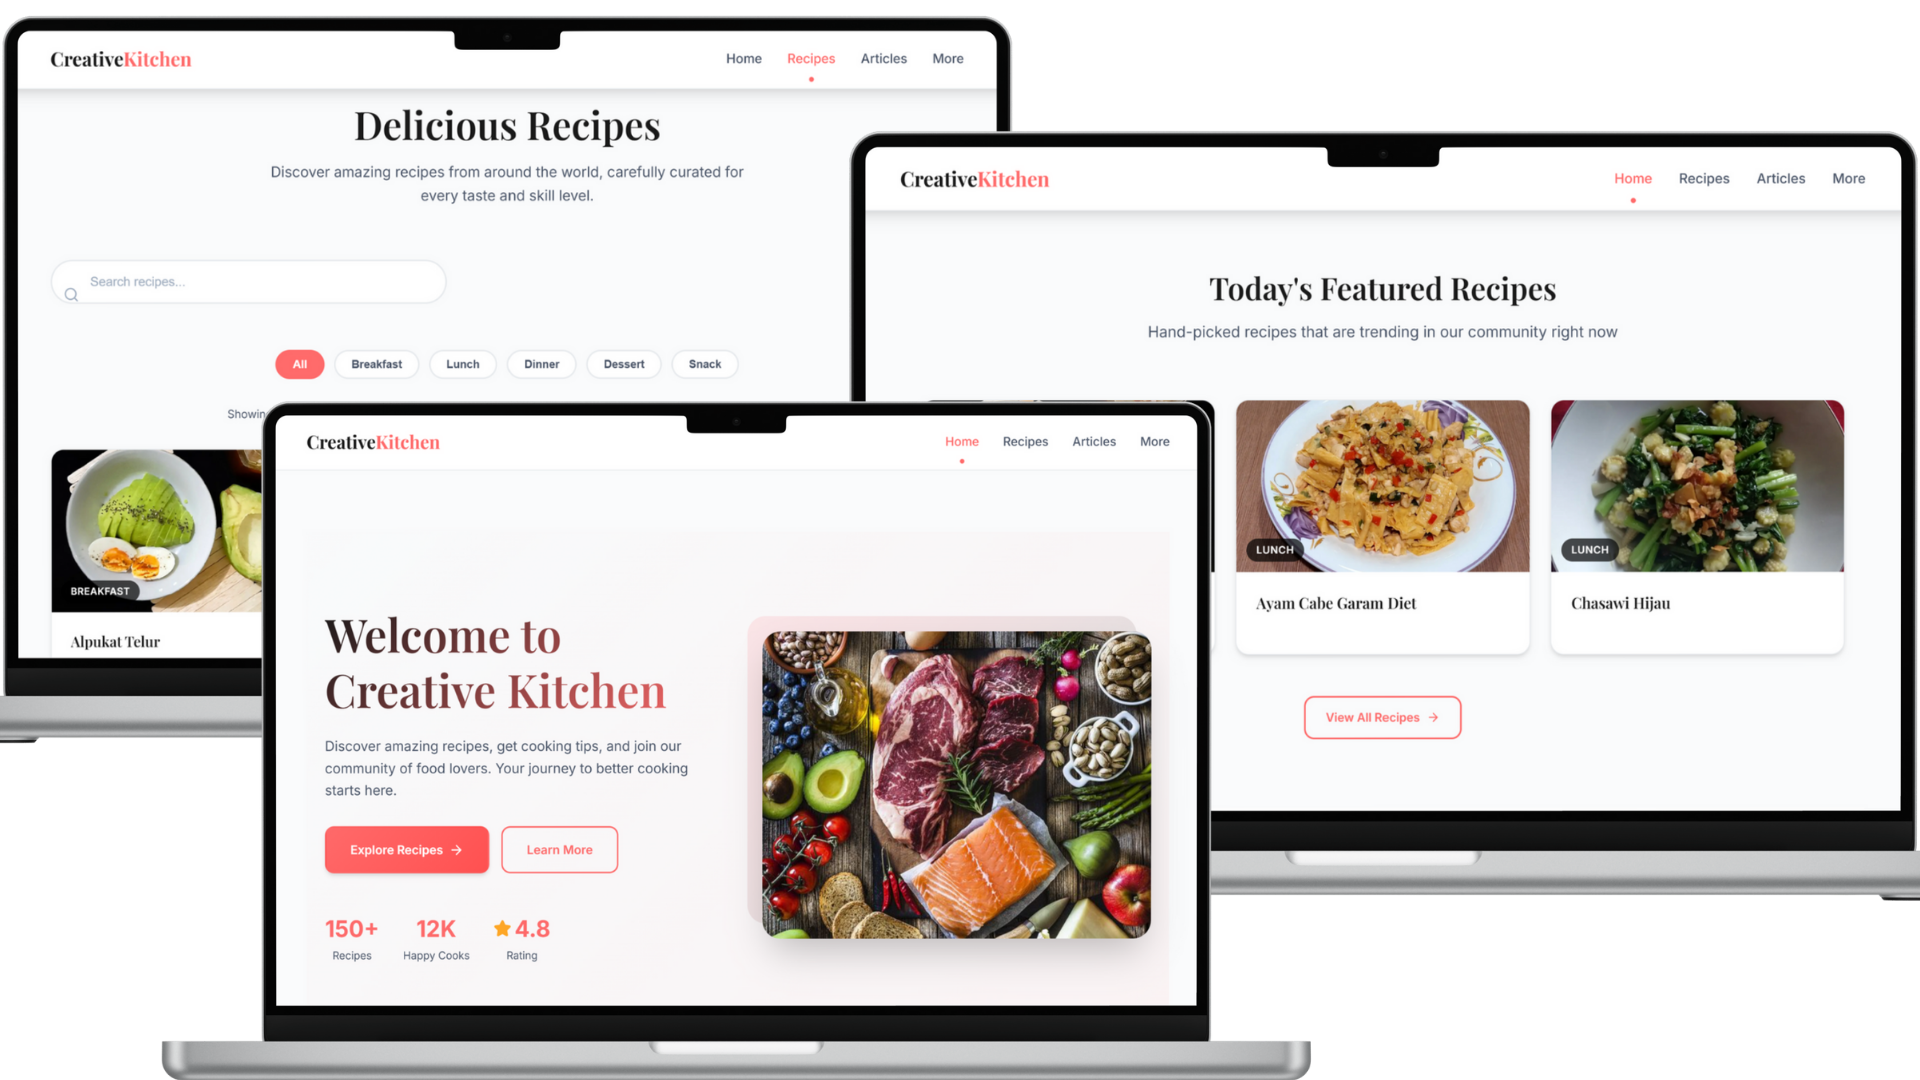 CreativeKitchen
Home Recipes Articles More
Delicious Recipes
Discover amazing recipes from around the world, carefully curated for
every taste and skill level.
Search recipes...
All Breakfast Lunch Dinner Dessert Snack
BREAKFAST
Alpukat Telur
CreativeKitchen
Home Recipes Articles More
Today's Featured Recipes
Hand-picked recipes that are trending in our community right now
LUNCH
Ayam Cabe Garam Diet
LUNCH
Chasawi Hijau
View All Recipes →
CreativeKitchen
Home Recipes Articles More
Welcome to
Creative Kitchen
Discover amazing recipes, get cooking tips, and join our
community of food lovers. Your journey to better cooking
starts here.
Explore Recipes →
Learn More
150+ 12K 4.8
Recipes Happy Cooks Rating